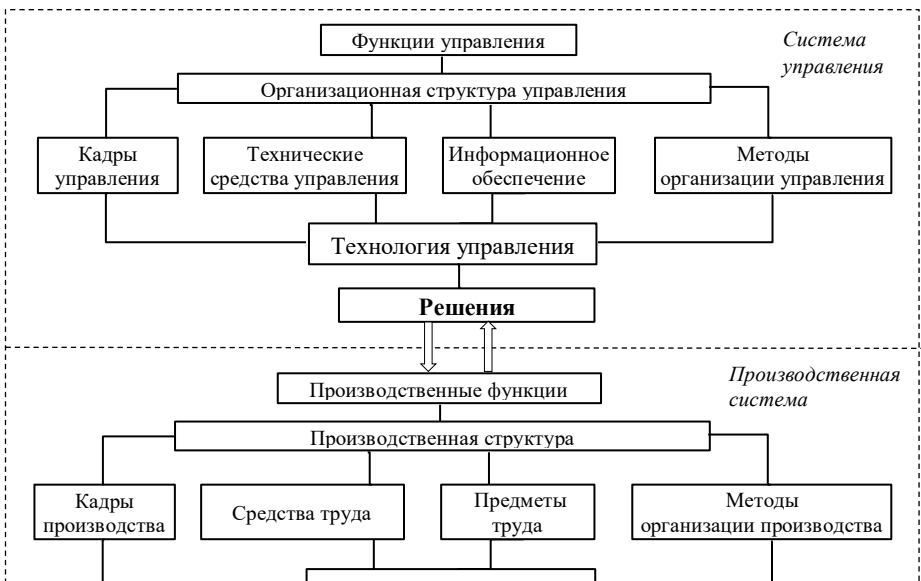 Функции управления
Система
управления
Организационная структура управления
Кадры
управления
Технические
средства управления
Информационное
обеспечение
Методы
организации управления
Технология управления
Решения
Производственные функции
Производственная
система
Производственная структура
Кадры
производства
Средства труда
Предметы
труда
Методы
организации производства